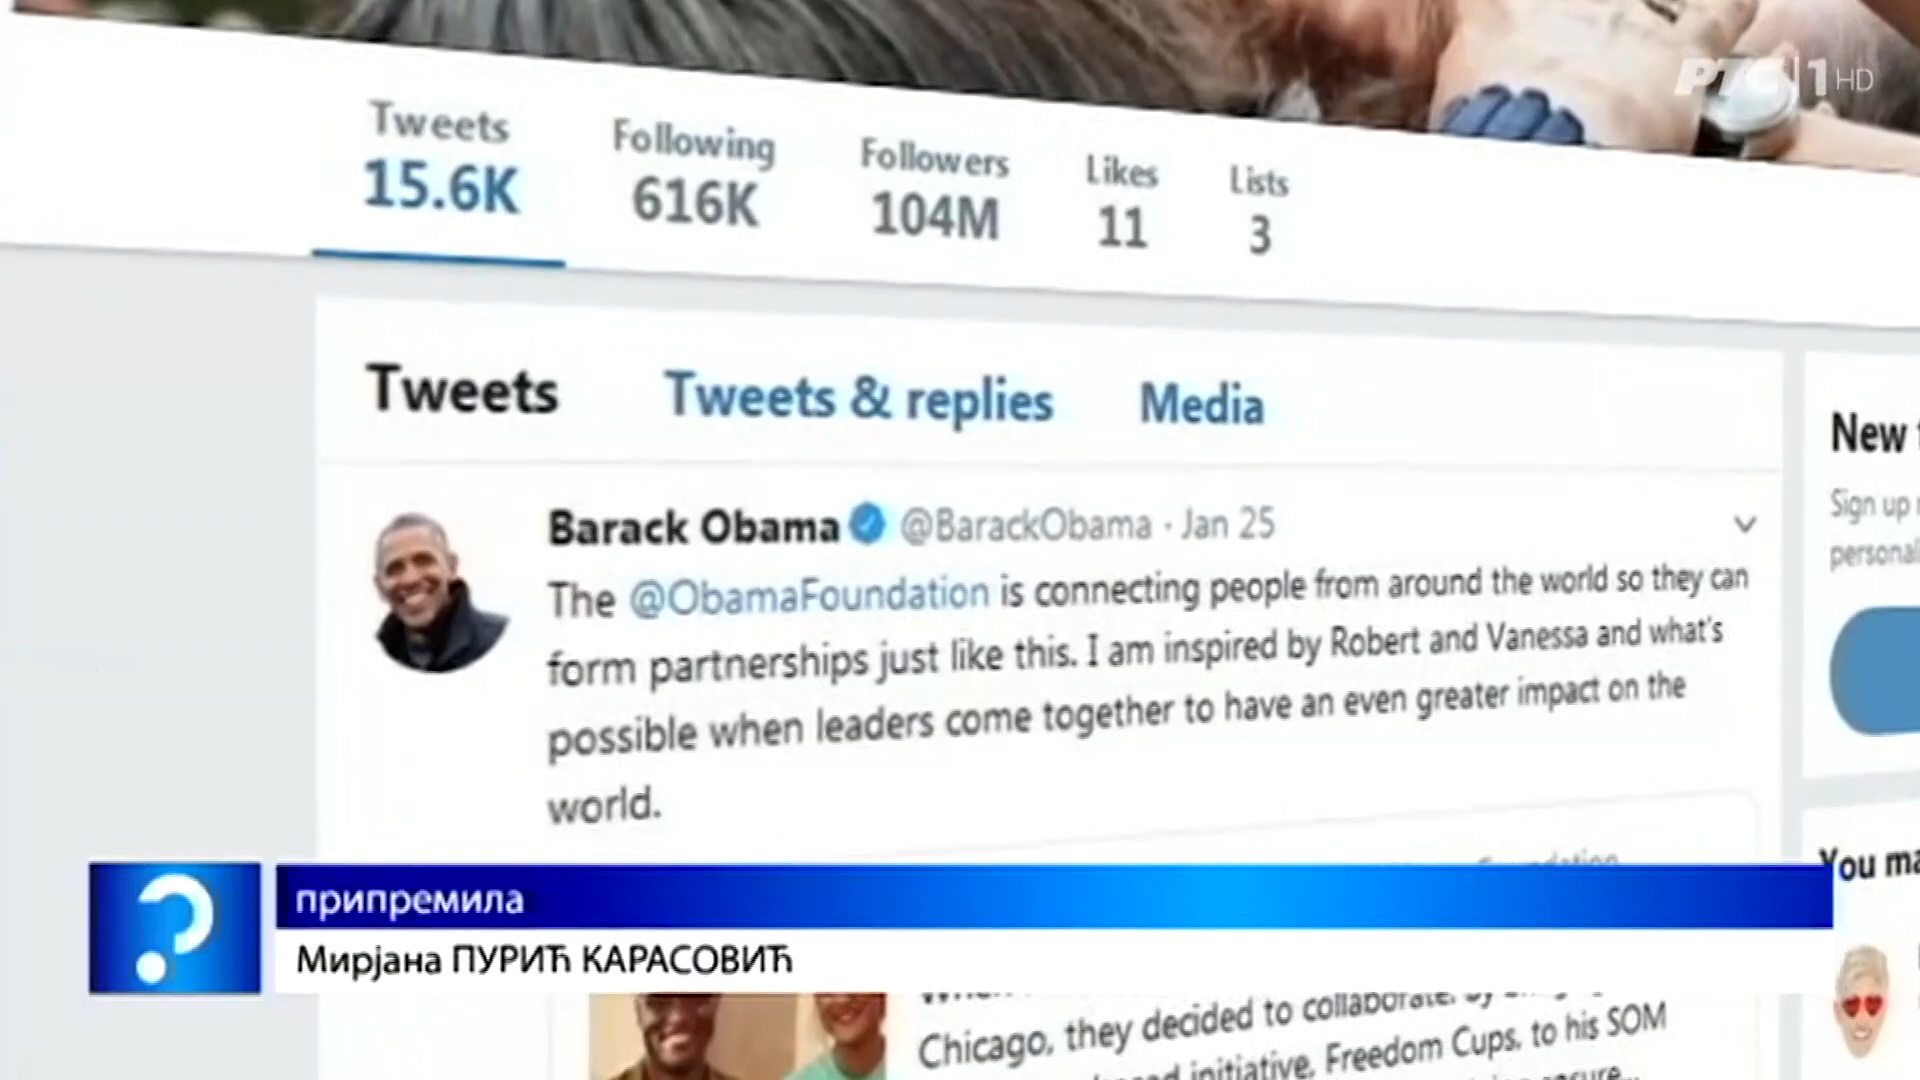 РТС 1 HD
Tweets Following Followers Likes Lists
15.6K 616K 104M 11 3
Tweets Tweets & replies Media
New
Sign up
Barack Obama @BarackObama · Jan 25
The @ObamaFoundation is connecting people from around the world so they can
form partnerships just like this. I am inspired by Robert and Vanessa and what's
possible when leaders come together to have an even greater impact on the
world.
You
припремила
Мирјана ПУРИЋ КАРАСОВИЋ
Chicago, they decided to collaborate.
initiative, Freedom Cups, to his SOM